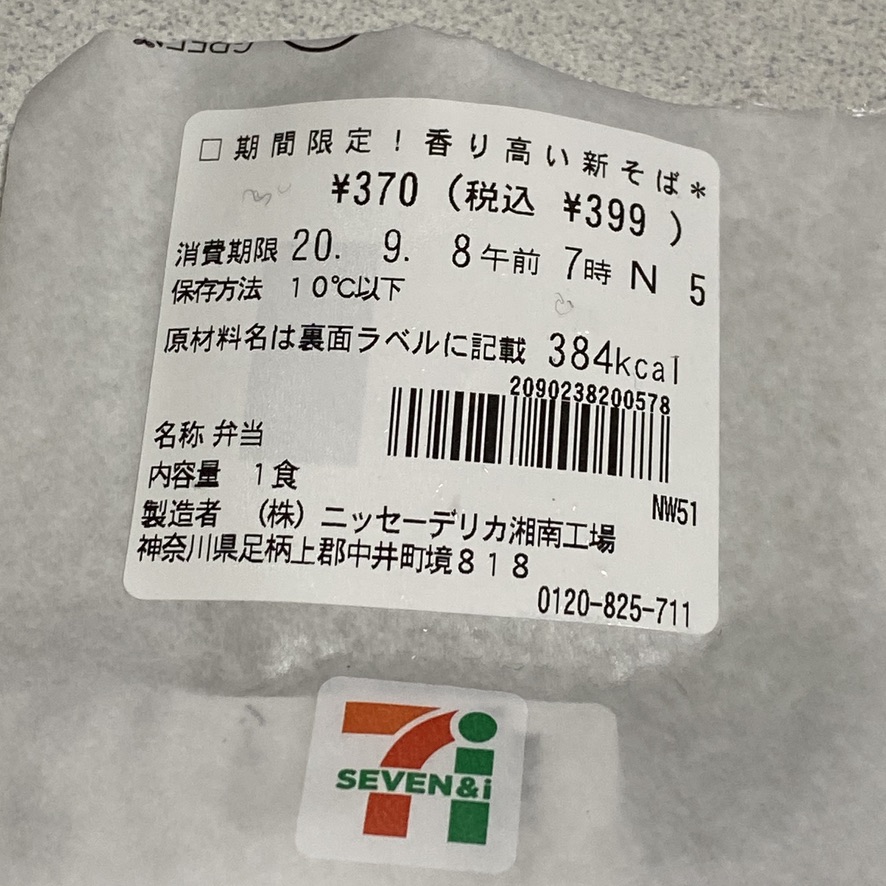 □期間限定！香り高い新そば＊
¥370（税込 ¥399）
消費期限 20. 9. 8午前 7時 N 5
保存方法 10℃以下
原材料名は裏面ラベルに記載 384kcal
2090238200578
名称 弁当
NW51
内容量 1食
製造者 （株）ニッセーデリカ湘南工場
神奈川県足柄上郡中井町境818
0120-825-711
SEVEN&i